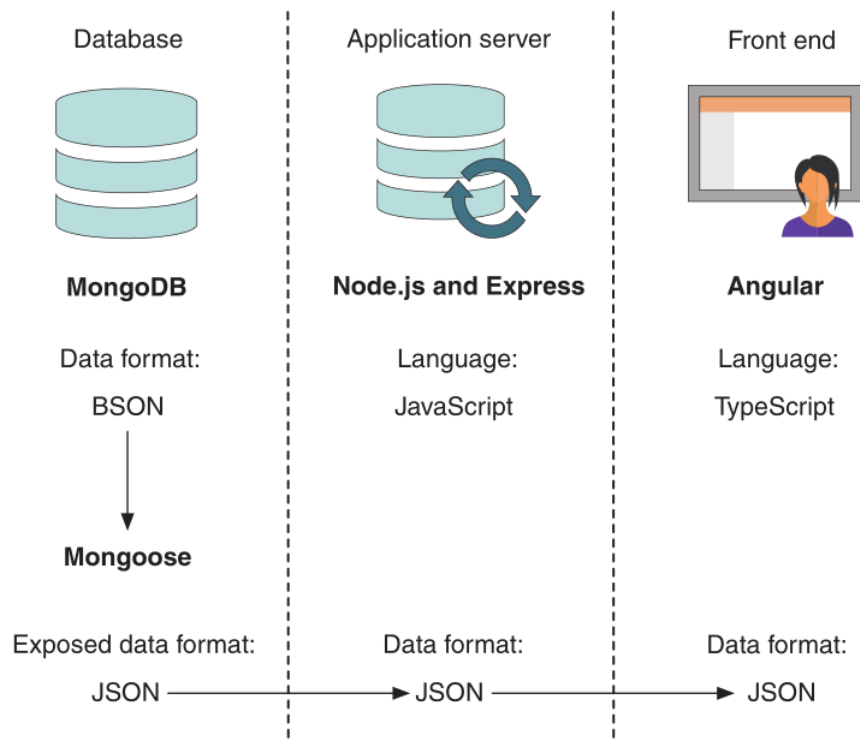 Database
Application server
Front end
MongoDB
Node.js and Express
Angular
Data format:
Language:
Language:
BSON
JavaScript
TypeScript
Mongoose
Exposed data format:
Data format:
Data format:
JSON
JSON
JSON